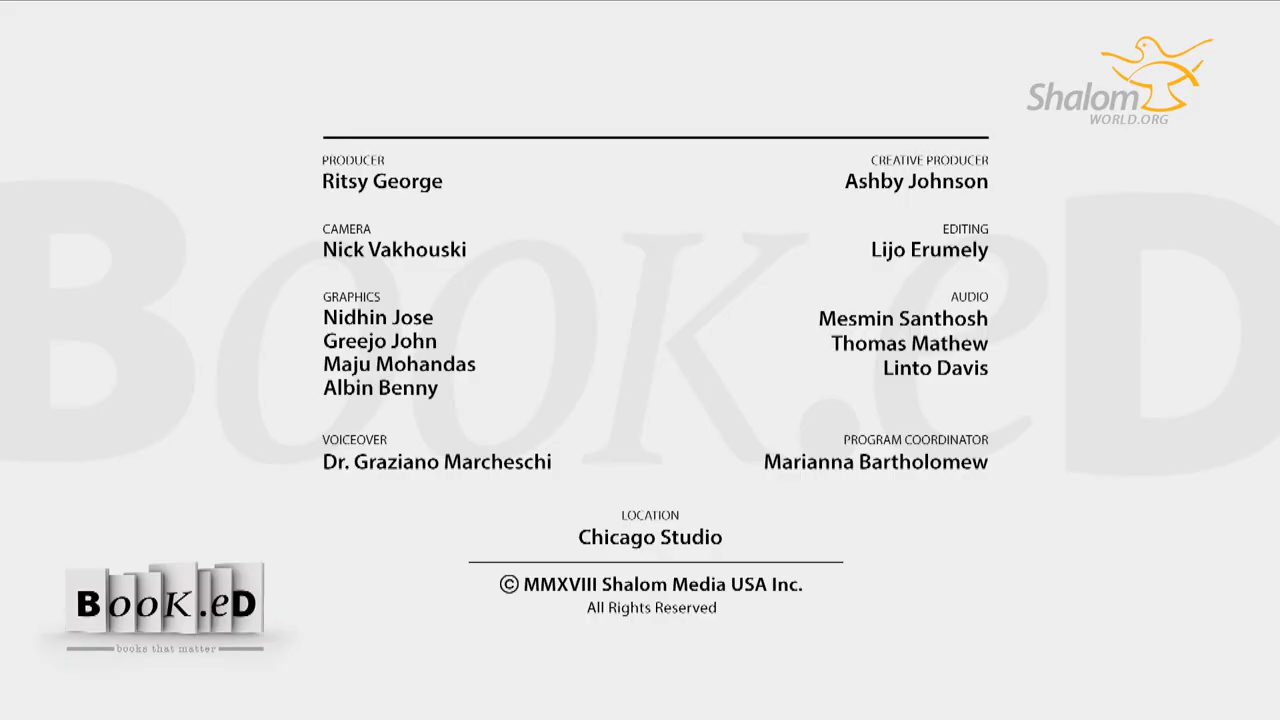 Shalom
WORLD.ORG
PRODUCER
Ritsy George
CREATIVE PRODUCER
Ashby Johnson
CAMERA
Nick Vakhouski
EDITING
Lijo Erumely
GRAPHICS
Nidhin Jose
Greejo John
Maju Mohandas
Albin Benny
AUDIO
Mesmin Santhosh
Thomas Mathew
Linto Davis
VOICEOVER
Dr. Graziano Marcheschi
PROGRAM COORDINATOR
Marianna Bartholomew
LOCATION
Chicago Studio
© MMXVIII Shalom Media USA Inc.
All Rights Reserved
BooK.eD
books that matter
BooK.eD